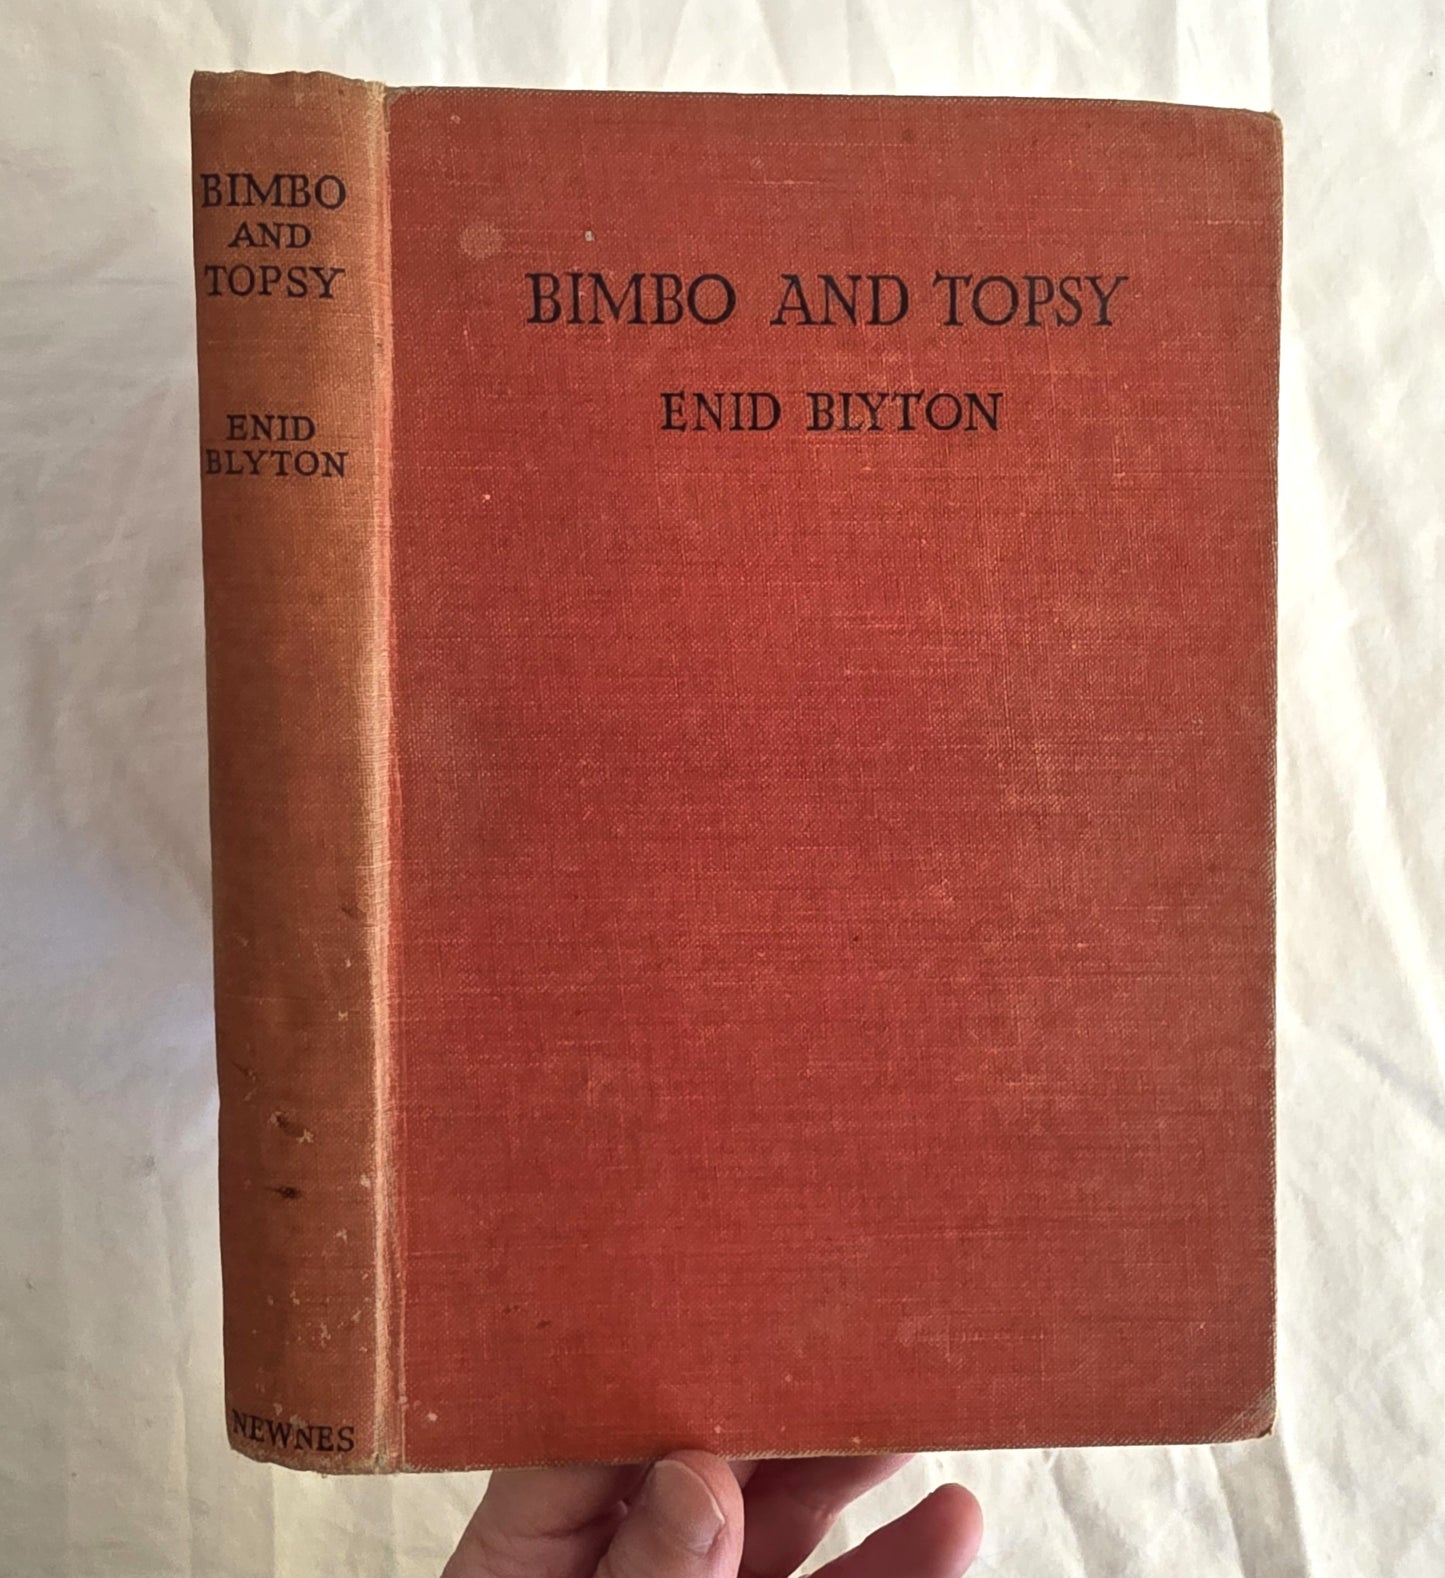 BIMBO
AND
TOPSY
ENID
BLYTON
NEWNES
BIMBO AND TOPSY
ENID BLYTON